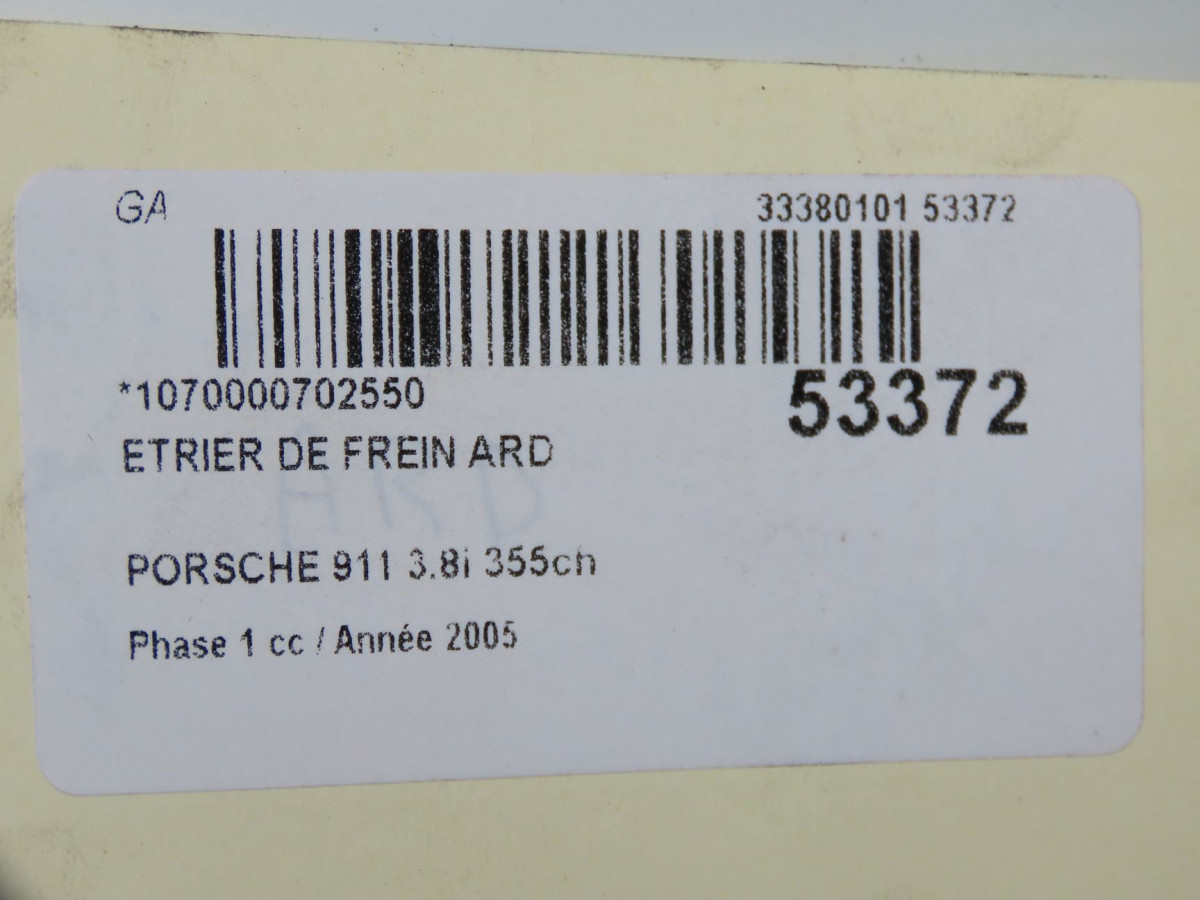 GA 33380101 53372
*1070000702550 53372
ETRIER DE FREIN ARD
ARD
PORSCHE 911 3.8i 355ch
Phase 1 cc / Année 2005